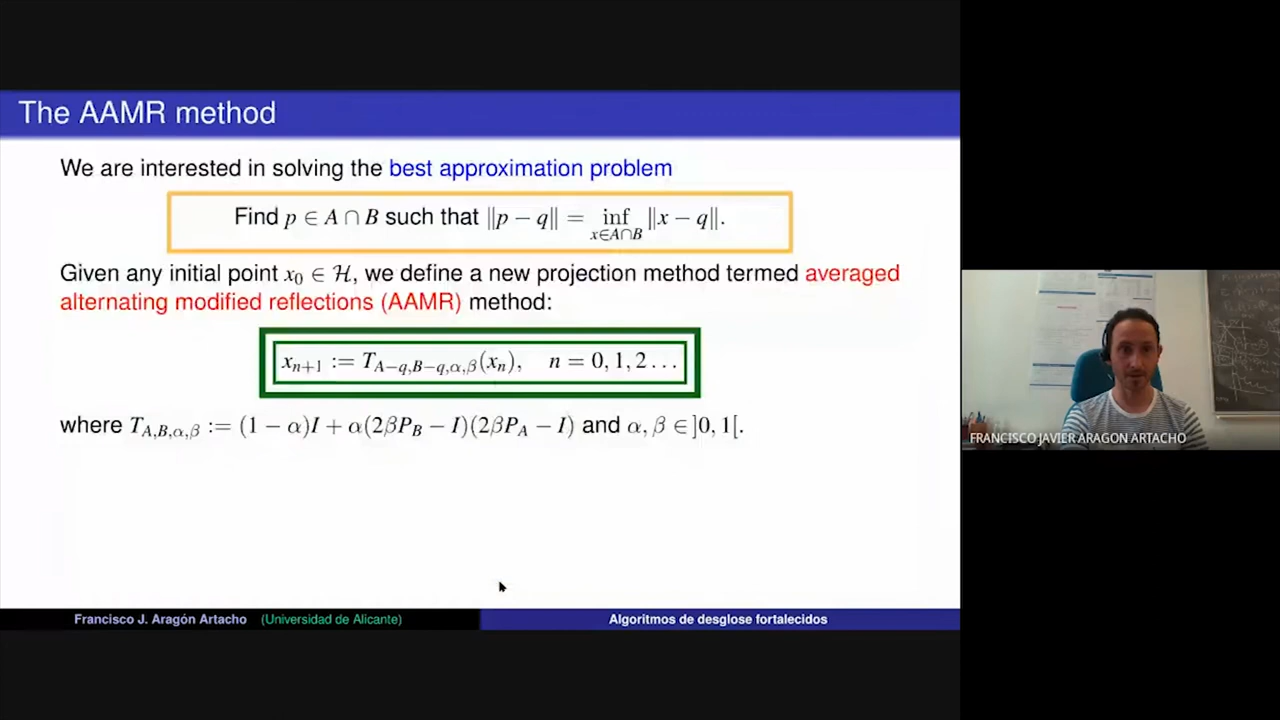 The AAMR method
We are interested in solving the best approximation problem
Find p ∈ A ∩ B such that ‖p − q‖ = inf x∈A∩B ‖x − q‖.
Given any initial point x₀ ∈ ℋ, we define a new projection method termed averaged
alternating modified reflections (AAMR) method:
xₙ₊₁ := T_{A−q,B−q,α,β}(xₙ), n = 0, 1, 2 …
where T_{A,B,α,β} := (1 − α)I + α(2βP_B − I)(2βP_A − I) and α, β ∈ ]0, 1[.
FRANCISCO JAVIER ARAGON ARTACHO
Francisco J. Aragón Artacho (Universidad de Alicante) Algoritmos de desglose fortalecidos